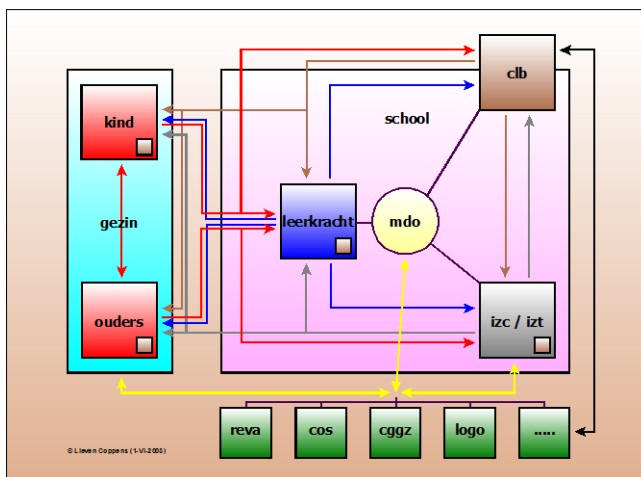 clb
kind
school
leerkracht
mdo
gezin
ouders
izc / izt
reva
cos
cggz
logo
.....
© Lieven Coppens (1-VI-2008)